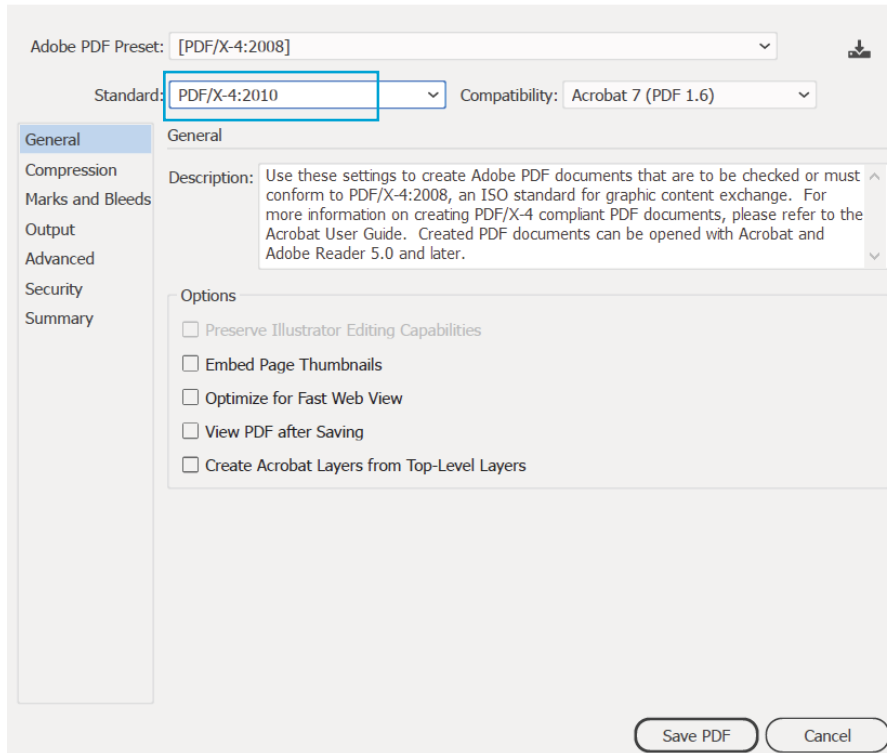 Adobe PDF Preset: [PDF/X-4:2008]
Standard: PDF/X-4:2010 Compatibility: Acrobat 7 (PDF 1.6)
General
Compression
Marks and Bleeds
Output
Advanced
Security
Summary
General
Description: Use these settings to create Adobe PDF documents that are to be checked or must
conform to PDF/X-4:2008, an ISO standard for graphic content exchange. For
more information on creating PDF/X-4 compliant PDF documents, please refer to the
Acrobat User Guide. Created PDF documents can be opened with Acrobat and
Adobe Reader 5.0 and later.
Options
Preserve Illustrator Editing Capabilities
Embed Page Thumbnails
Optimize for Fast Web View
View PDF after Saving
Create Acrobat Layers from Top-Level Layers
Save PDF Cancel